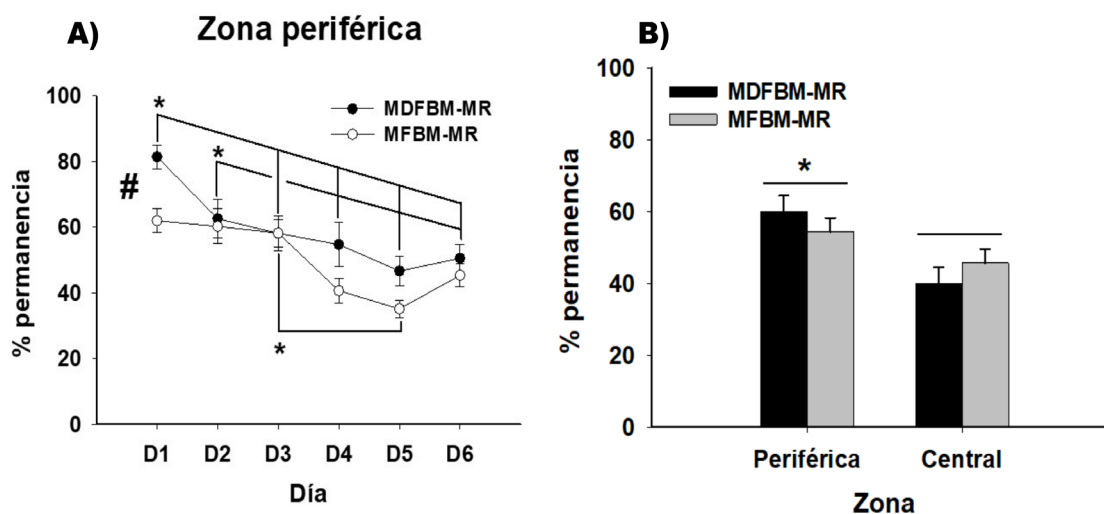 A)
Zona periférica
*
MDFBM-MR
MFBM-MR
*
#
*
% permanencia
100
80
60
40
20
0
D1 D2 D3 D4 D5 D6
Día
B)
MDFBM-MR
MFBM-MR
*
% permanencia
100
80
60
40
20
0
Periférica Central
Zona